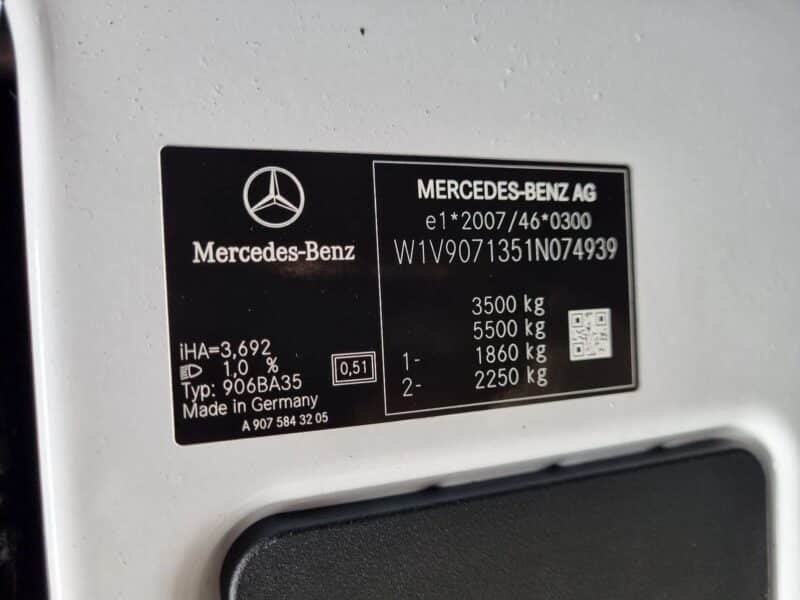 Mercedes-Benz
iHA=3,692
1,0 %
Typ: 906BA35
Made in Germany
A 907 584 32 05
0,51
MERCEDES-BENZ AG
e1*2007/46*0300
W1V9071351N074939
3500 kg
5500 kg
1- 1860 kg
2- 2250 kg